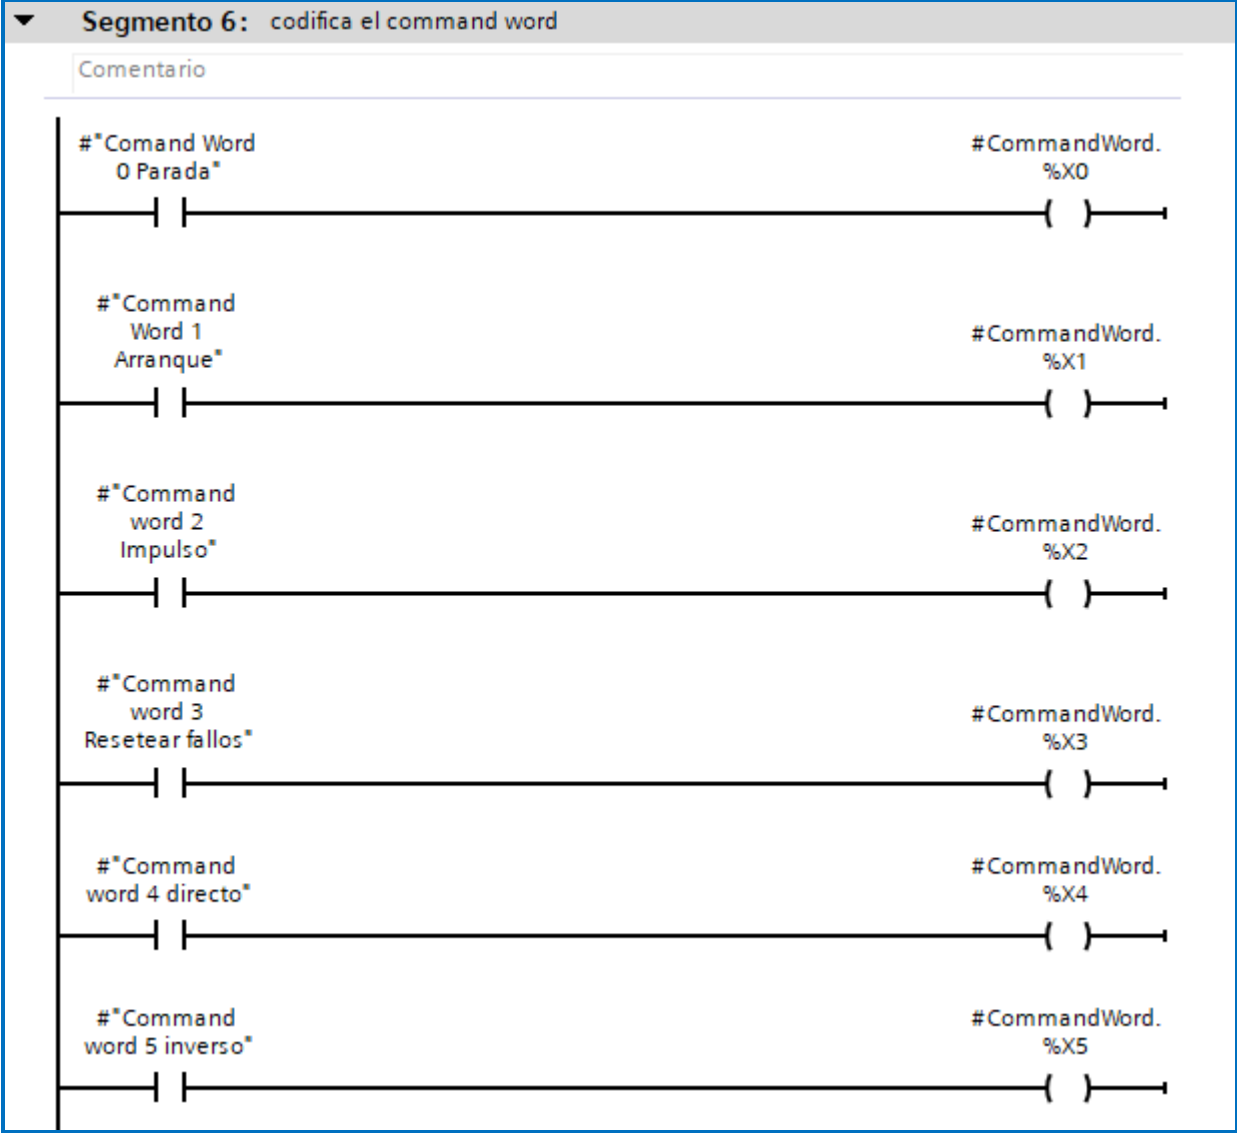 Segmento 6: codifica el command word
Comentario
#"Comand Word
0 Parada"
#CommandWord.
%X0
#"Command
Word 1
Arranque"
#CommandWord.
%X1
#"Command
word 2
Impulso"
#CommandWord.
%X2
#"Command
word 3
Resetear fallos"
#CommandWord.
%X3
#"Command
word 4 directo"
#CommandWord.
%X4
#"Command
word 5 inverso"
#CommandWord.
%X5